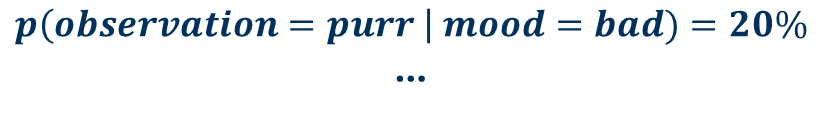 p(observation = purr | mood = bad) = 20%
...